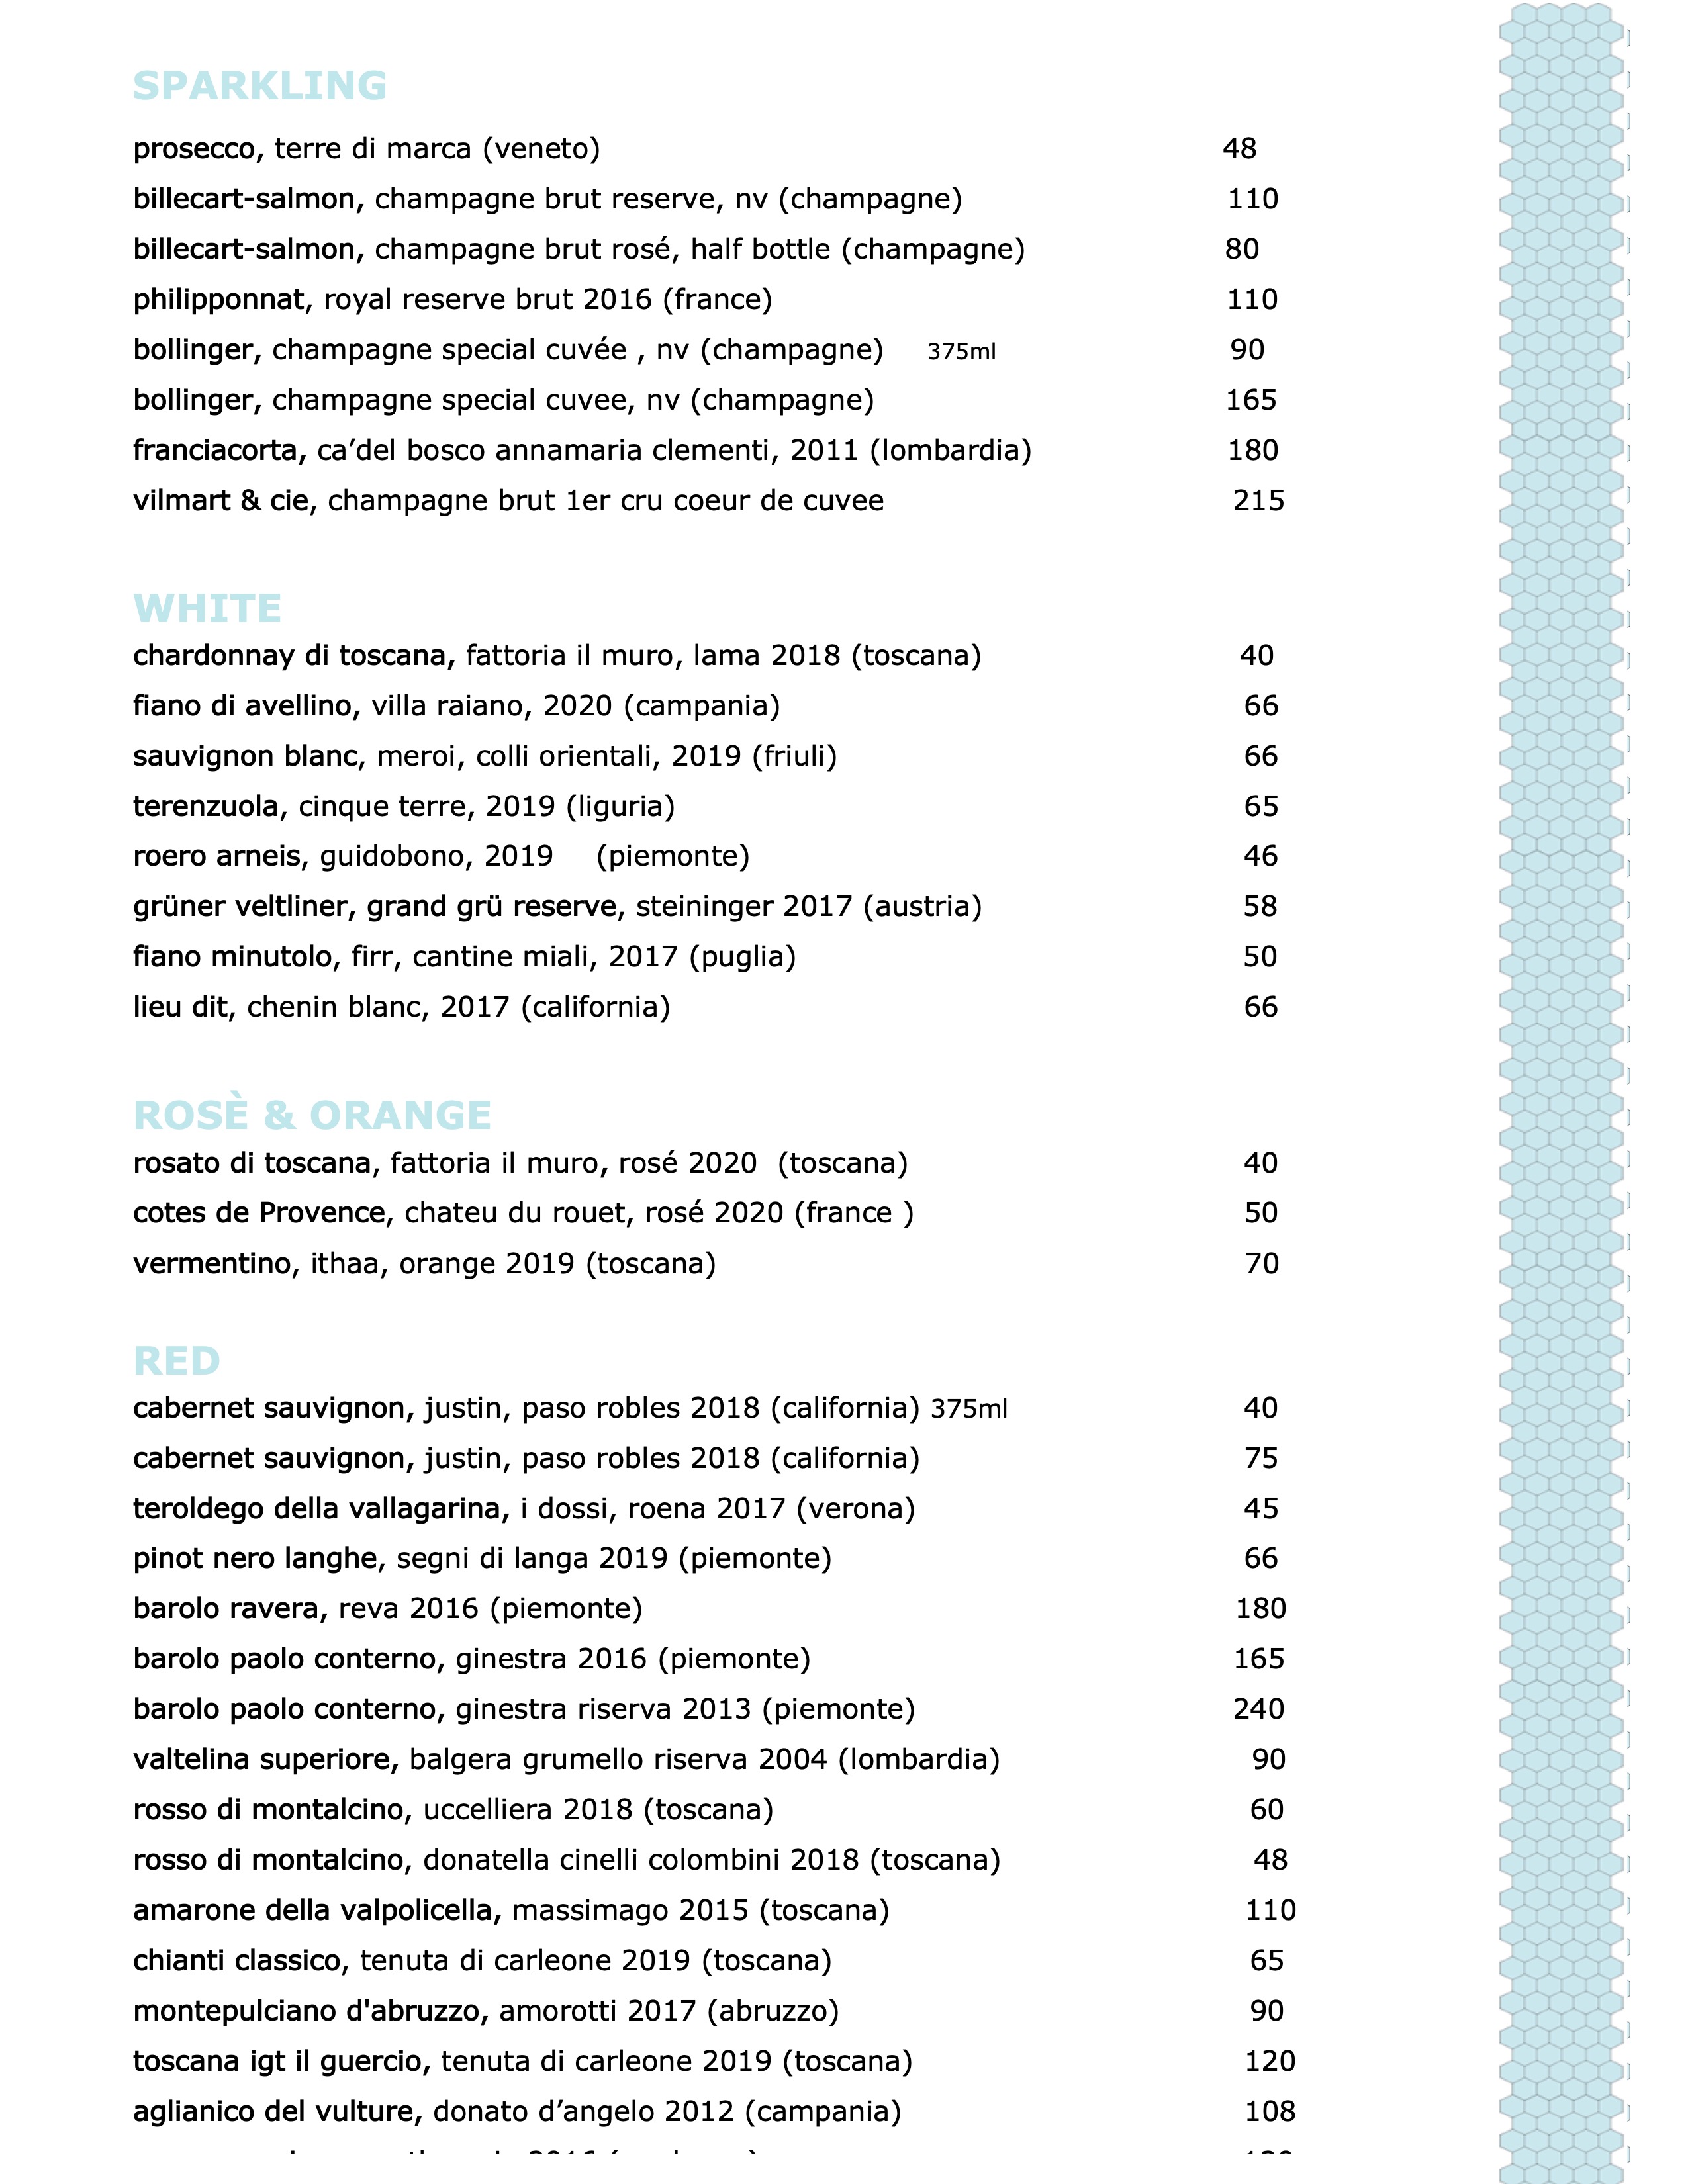 SPARKLING
prosecco, terre di marca (veneto) 48
billecart-salmon, champagne brut reserve, nv (champagne) 110
billecart-salmon, champagne brut rosé, half bottle (champagne) 80
philipponnat, royal reserve brut 2016 (france) 110
bollinger, champagne special cuvée , nv (champagne) 375ml 90
bollinger, champagne special cuvee, nv (champagne) 165
franciacorta, ca’del bosco annamaria clementi, 2011 (lombardia) 180
vilmart & cie, champagne brut 1er cru coeur de cuvee 215
WHITE
chardonnay di toscana, fattoria il muro, lama 2018 (toscana) 40
fiano di avellino, villa raiano, 2020 (campania) 66
sauvignon blanc, meroi, colli orientali, 2019 (friuli) 66
terenzuola, cinque terre, 2019 (liguria) 65
roero arneis, guidobono, 2019 (piemonte) 46
grüner veltliner, grand grü reserve, steininger 2017 (austria) 58
fiano minutolo, firr, cantine miali, 2017 (puglia) 50
lieu dit, chenin blanc, 2017 (california) 66
ROSÈ & ORANGE
rosato di toscana, fattoria il muro, rosé 2020 (toscana) 40
cotes de Provence, chateu du rouet, rosé 2020 (france ) 50
vermentino, ithaa, orange 2019 (toscana) 70
RED
cabernet sauvignon, justin, paso robles 2018 (california) 375ml 40
cabernet sauvignon, justin, paso robles 2018 (california) 75
teroldego della vallagarina, i dossi, roena 2017 (verona) 45
pinot nero langhe, segni di langa 2019 (piemonte) 66
barolo ravera, reva 2016 (piemonte) 180
barolo paolo conterno, ginestra 2016 (piemonte) 165
barolo paolo conterno, ginestra riserva 2013 (piemonte) 240
valtelina superiore, balgera grumello riserva 2004 (lombardia) 90
rosso di montalcino, uccelliera 2018 (toscana) 60
rosso di montalcino, donatella cinelli colombini 2018 (toscana) 48
amarone della valpolicella, massimago 2015 (toscana) 110
chianti classico, tenuta di carleone 2019 (toscana) 65
montepulciano d'abruzzo, amorotti 2017 (abruzzo) 90
toscana igt il guercio, tenuta di carleone 2019 (toscana) 120
aglianico del vulture, donato d’angelo 2012 (campania) 108